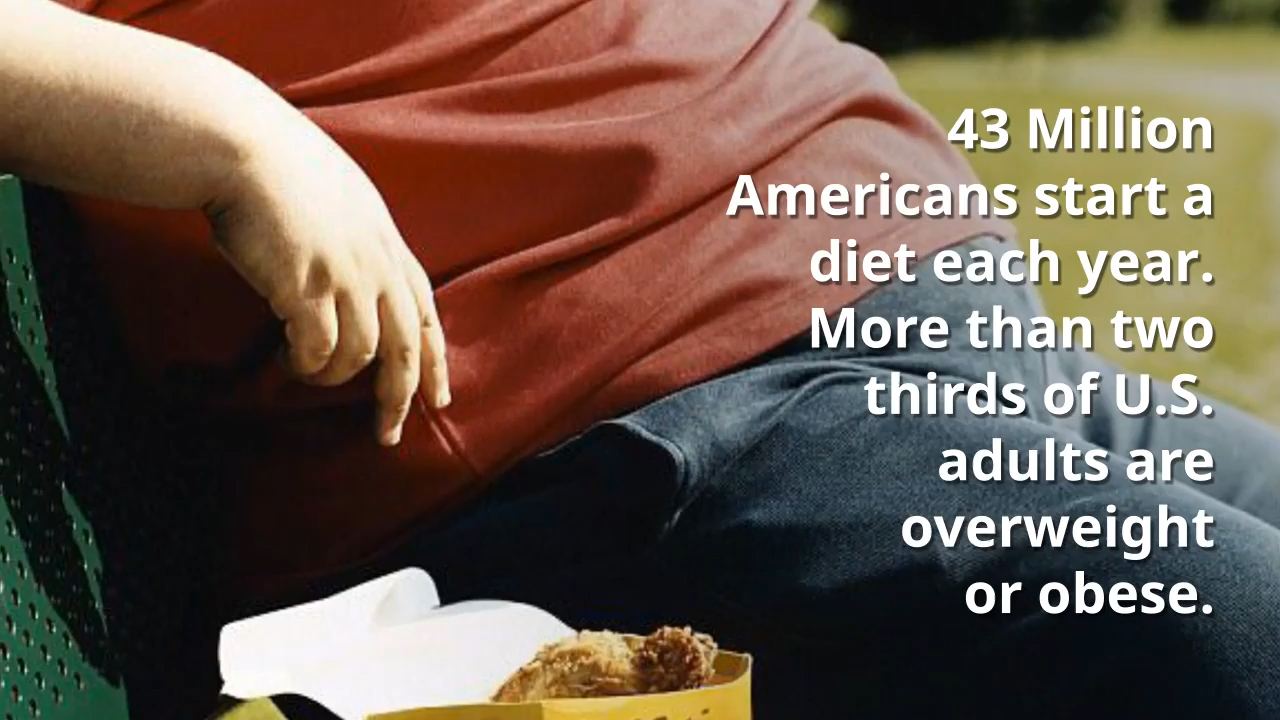 43 Million
Americans start a
diet each year.
More than two
thirds of U.S.
adults are
overweight
or obese.